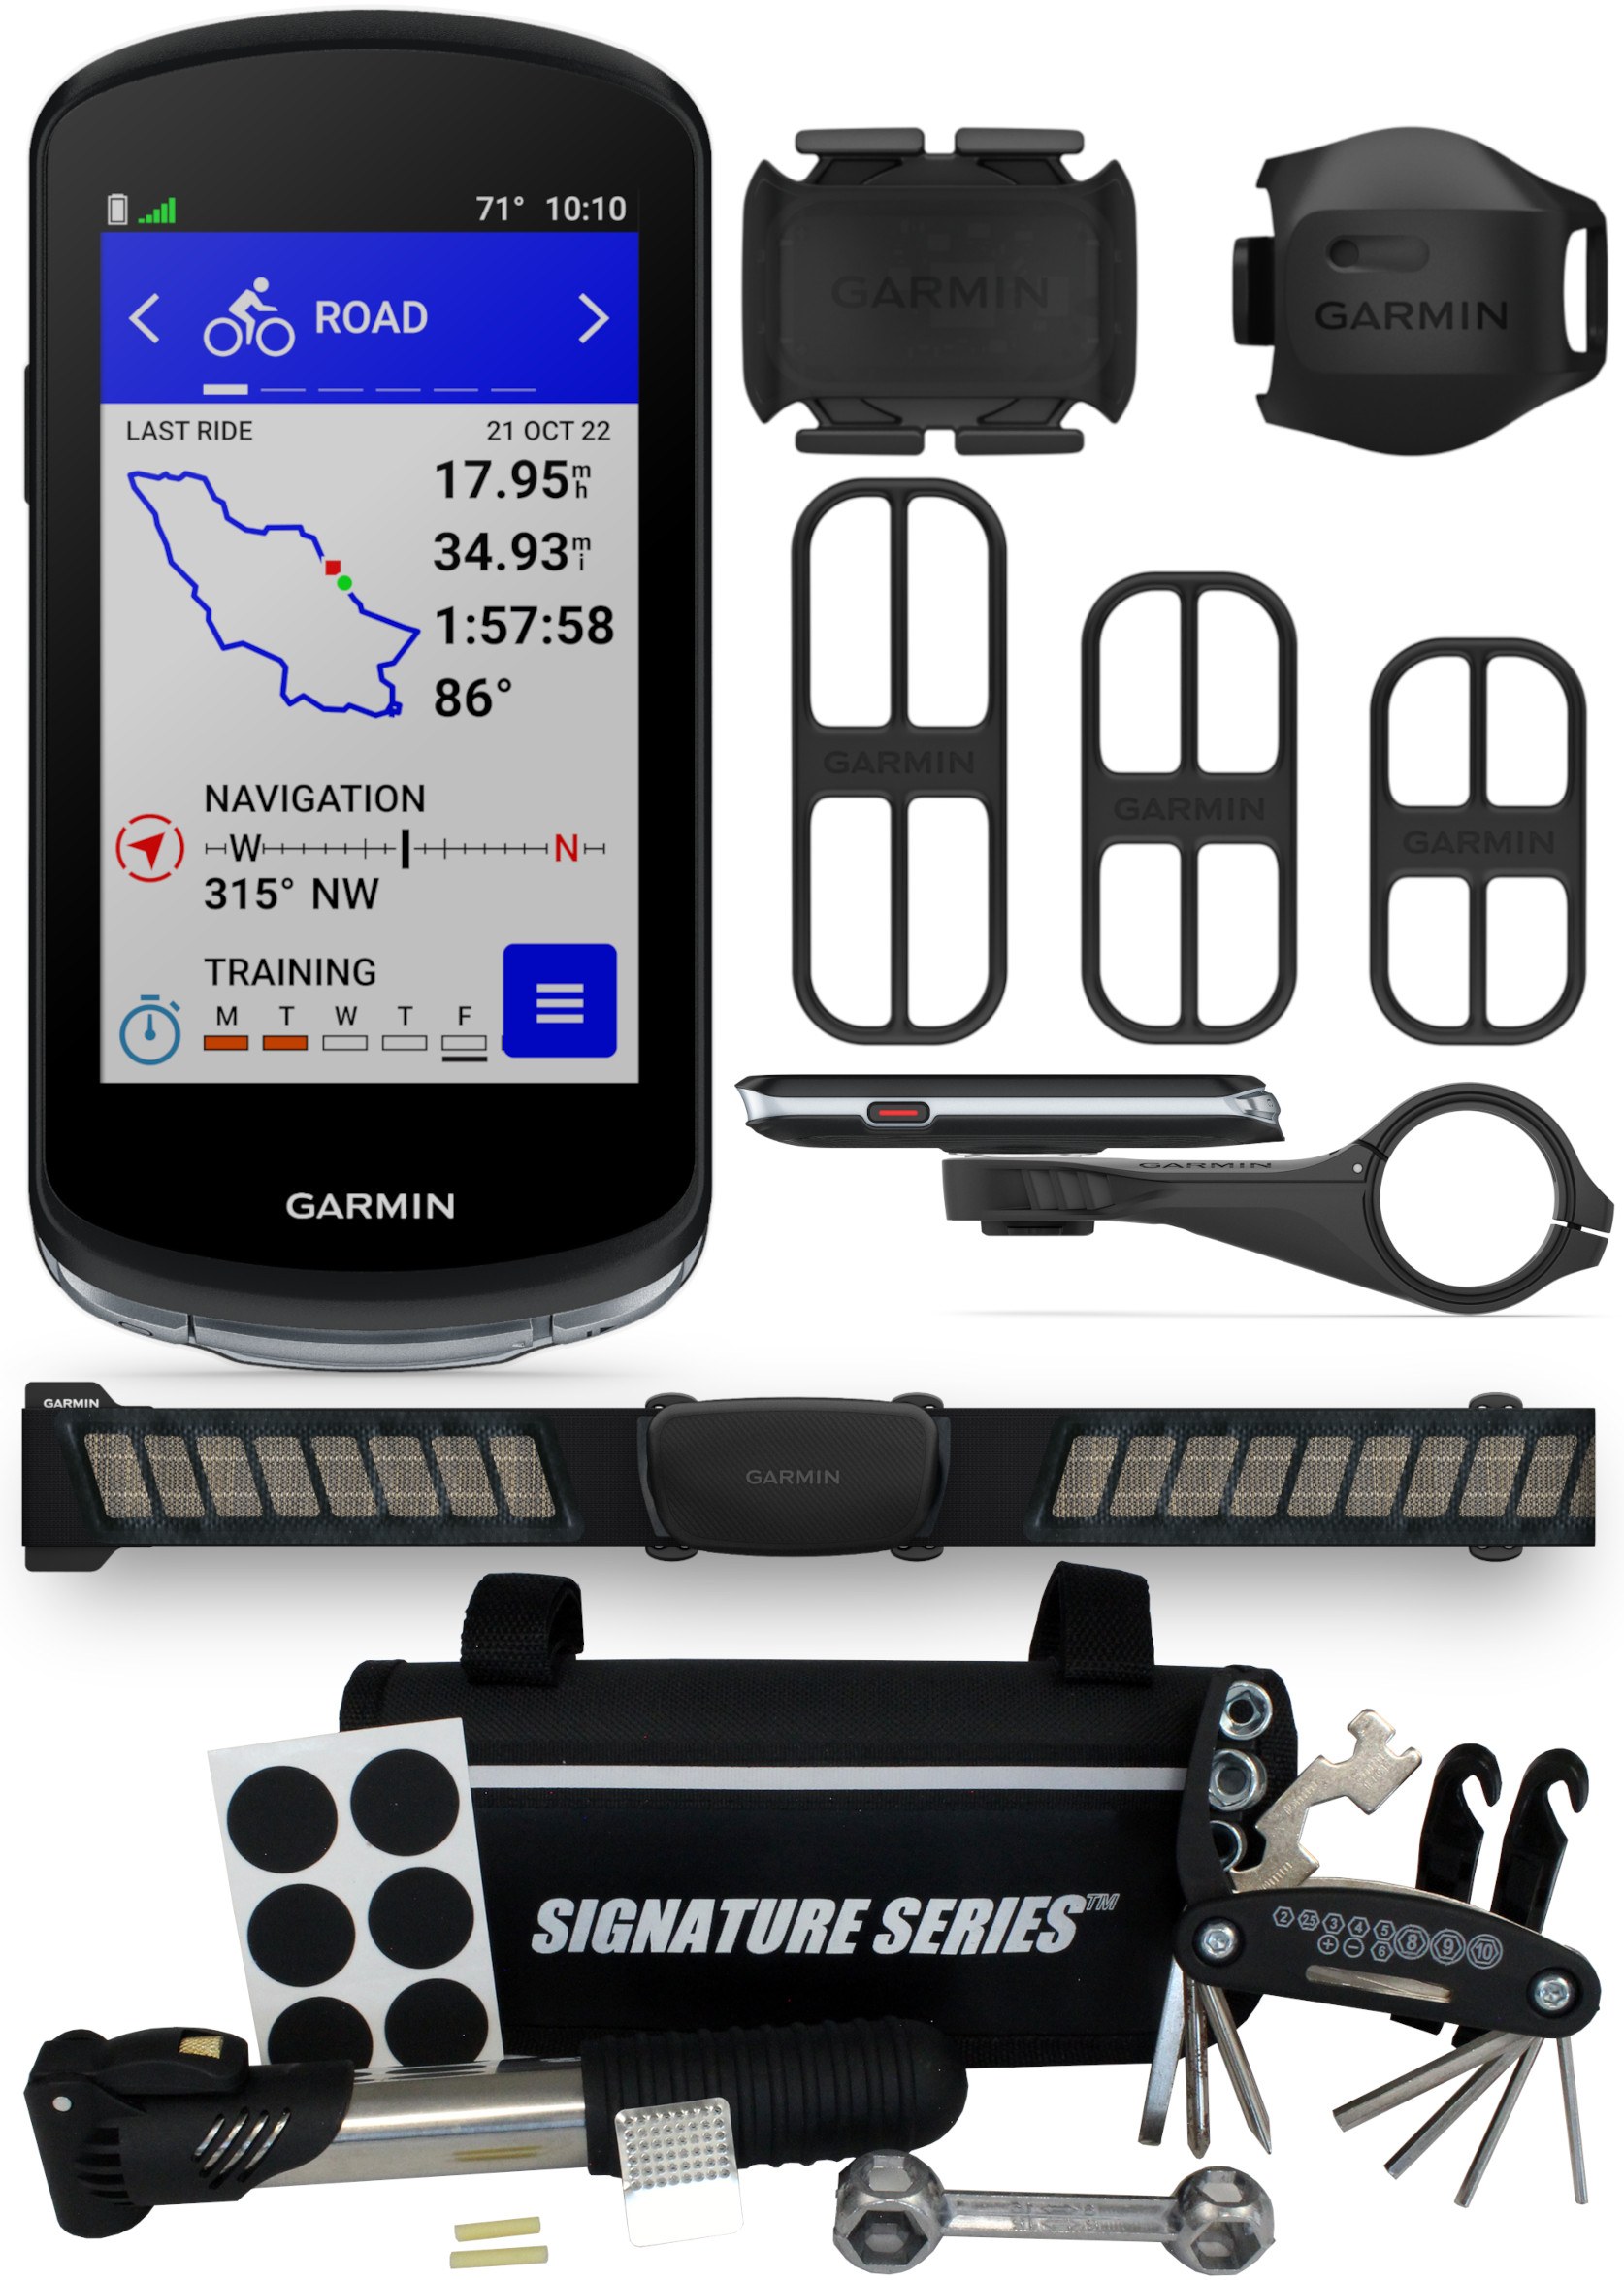 71° 10:10
ROAD
LAST RIDE 21 OCT 22
17.95 m/h
34.93 mi
1:57:58
86°
NAVIGATION
W N
315° NW
TRAINING
M T W T F
GARMIN
GARMIN
GARMIN
GARMIN
GARMIN
GARMIN
GARMIN
GARMIN
GARMIN
SIGNATURE SERIES™
2 2.5 3 4 5 8 9 10
+ − 6